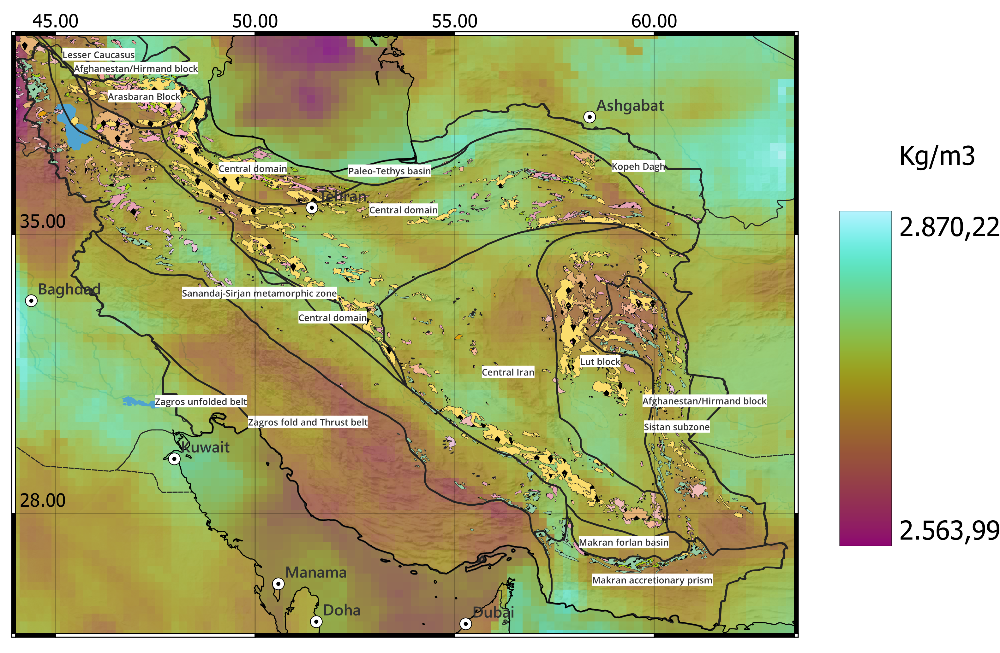 45.00 50.00 55.00 60.00
Lesser Caucasus
Afghanestan/Hirmand block
Arasbaran Block
Ashgabat
Kg/m3
Central domain
Paleo-Tethys basin
Kopeh Dagh
Tehran
Central domain
35.00
2.870,22
Baghdad
Sanandaj-Sirjan metamorphic zone
Central domain
Lut block
Central Iran
Zagros unfolded belt
Afghanestan/Hirmand block
Zagros fold and Thrust belt
Sistan subzone
Kuwait
28.00
2.563,99
Makran forlan basin
Manama
Makran accretionary prism
Doha
Dubai